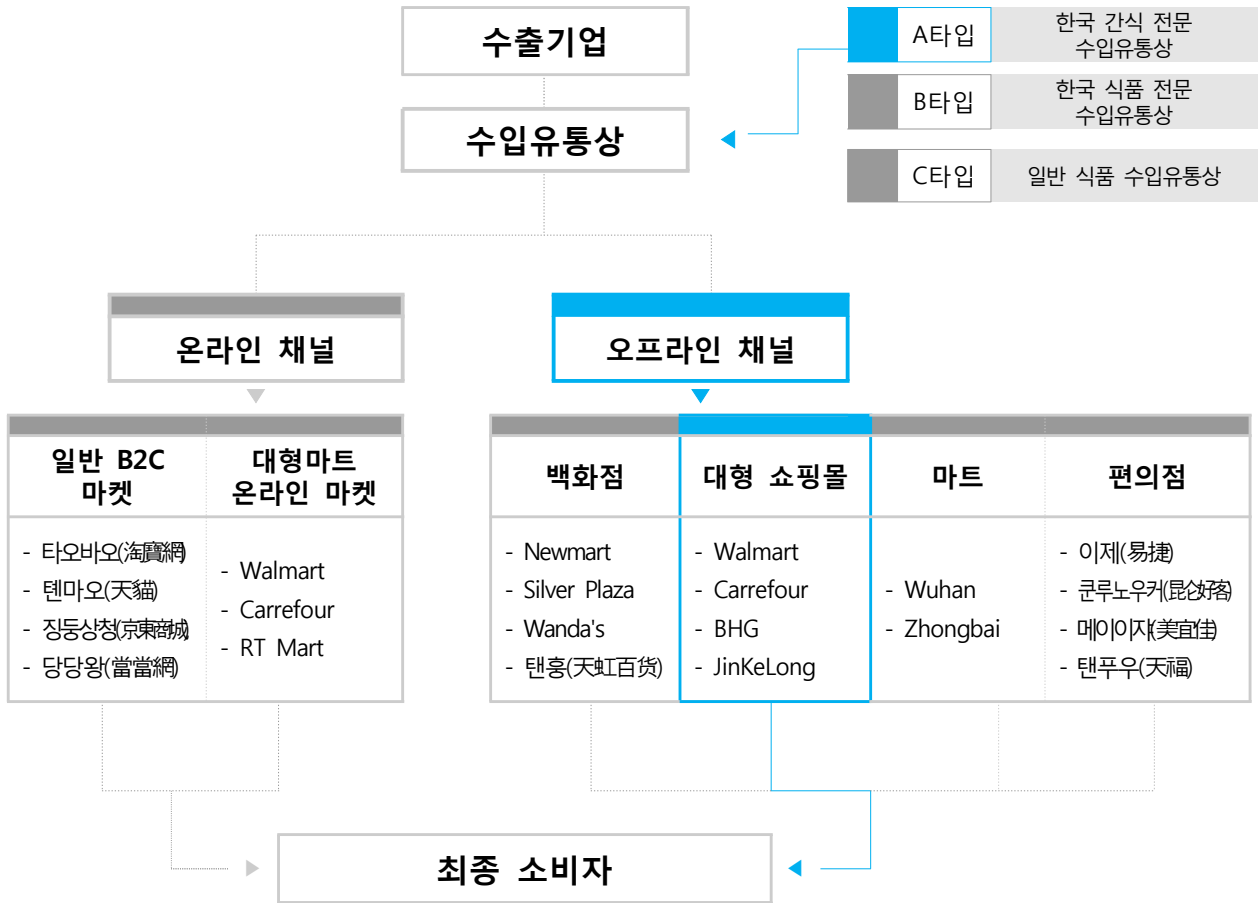 수출기업
수입유통상
A타입
한국 간식 전문
수입유통상
B타입
한국 식품 전문
수입유통상
C타입
일반 식품 수입유통상
온라인 채널
오프라인 채널
일반 B2C
마켓
대형마트
온라인 마켓
- 타오바오(淘寶網)
- 톈마오(天貓)
- 징둥상청(京東商城)
- 당당왕(當當網)
- Walmart
- Carrefour
- RT Mart
백화점
대형 쇼핑몰
마트
편의점
- Newmart
- Silver Plaza
- Wanda's
- 탠홍(天虹百货)
- Walmart
- Carrefour
- BHG
- JinKeLong
- Wuhan
- Zhongbai
- 이제(易捷)
- 쿤루노우커(昆仑好客)
- 메이이쟈(美宜佳)
- 탠푸우(天福)
최종 소비자